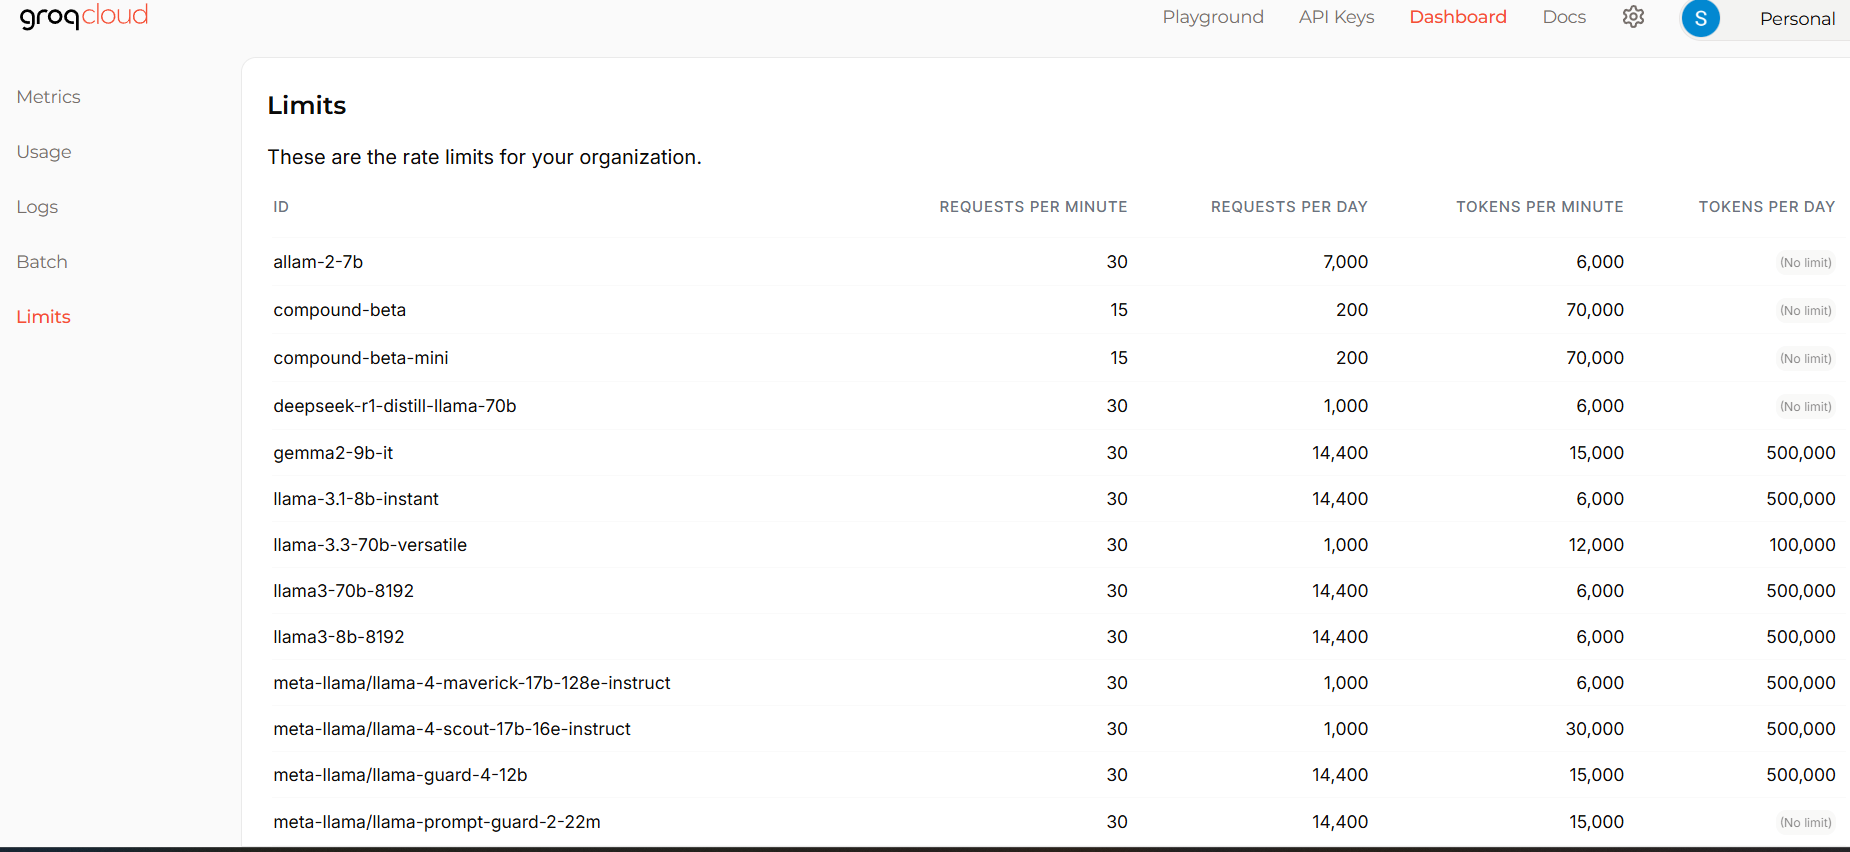 groqcloud Playground API Keys Dashboard Docs S Personal
Metrics
Usage
Logs
Batch
Limits
Limits
These are the rate limits for your organization.
ID REQUESTS PER MINUTE REQUESTS PER DAY TOKENS PER MINUTE TOKENS PER DAY
allam-2-7b 30 7,000 6,000 (No limit)
compound-beta 15 200 70,000 (No limit)
compound-beta-mini 15 200 70,000 (No limit)
deepseek-r1-distill-llama-70b 30 1,000 6,000 (No limit)
gemma2-9b-it 30 14,400 15,000 500,000
llama-3.1-8b-instant 30 14,400 6,000 500,000
llama-3.3-70b-versatile 30 1,000 12,000 100,000
llama3-70b-8192 30 14,400 6,000 500,000
llama3-8b-8192 30 14,400 6,000 500,000
meta-llama/llama-4-maverick-17b-128e-instruct 30 1,000 6,000 500,000
meta-llama/llama-4-scout-17b-16e-instruct 30 1,000 30,000 500,000
meta-llama/llama-guard-4-12b 30 14,400 15,000 500,000
meta-llama/llama-prompt-guard-2-22m 30 14,400 15,000 (No limit)